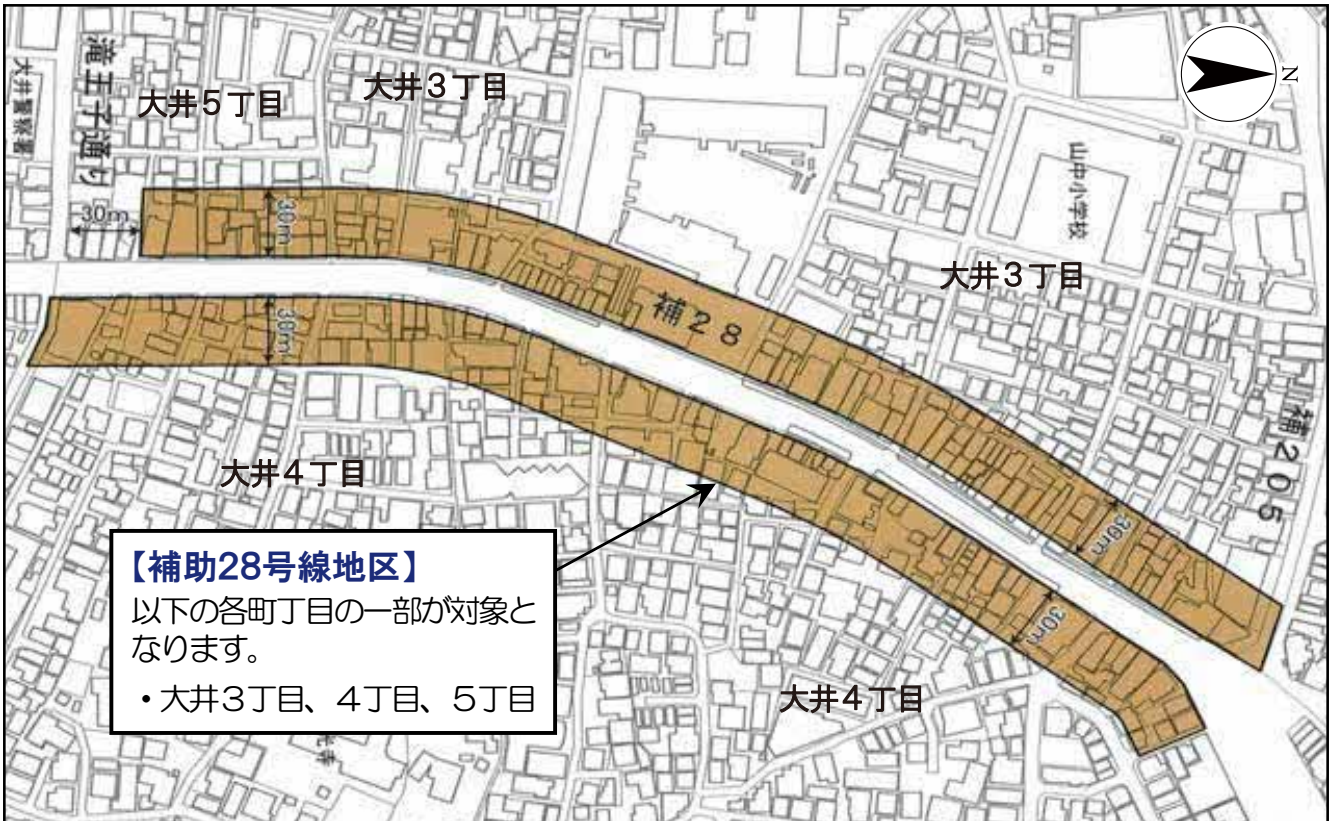 大井警察署
滝王子通り
大井5丁目
大井3丁目
N
山中小学校
30m
30m
補28
大井3丁目
30m
補205
大井4丁目
30m
30m
大井4丁目
【補助28号線地区】
以下の各町丁目の一部が対象と
なります。
・大井3丁目、4丁目、5丁目